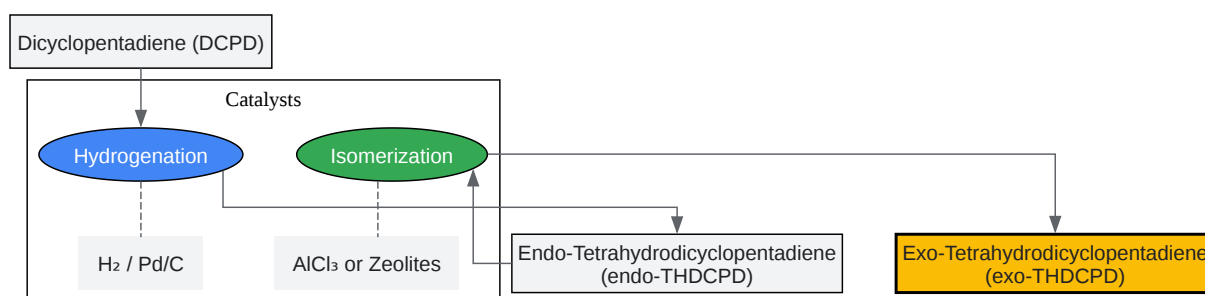 Dicyclopentadiene (DCPD)
Catalysts
Hydrogenation
Isomerization
H₂ / Pd/C
AlCl₃ or Zeolites
Endo-Tetrahydrodicyclopentadiene
(endo-THDCPD)
Exo-Tetrahydrodicyclopentadiene
(exo-THDCPD)